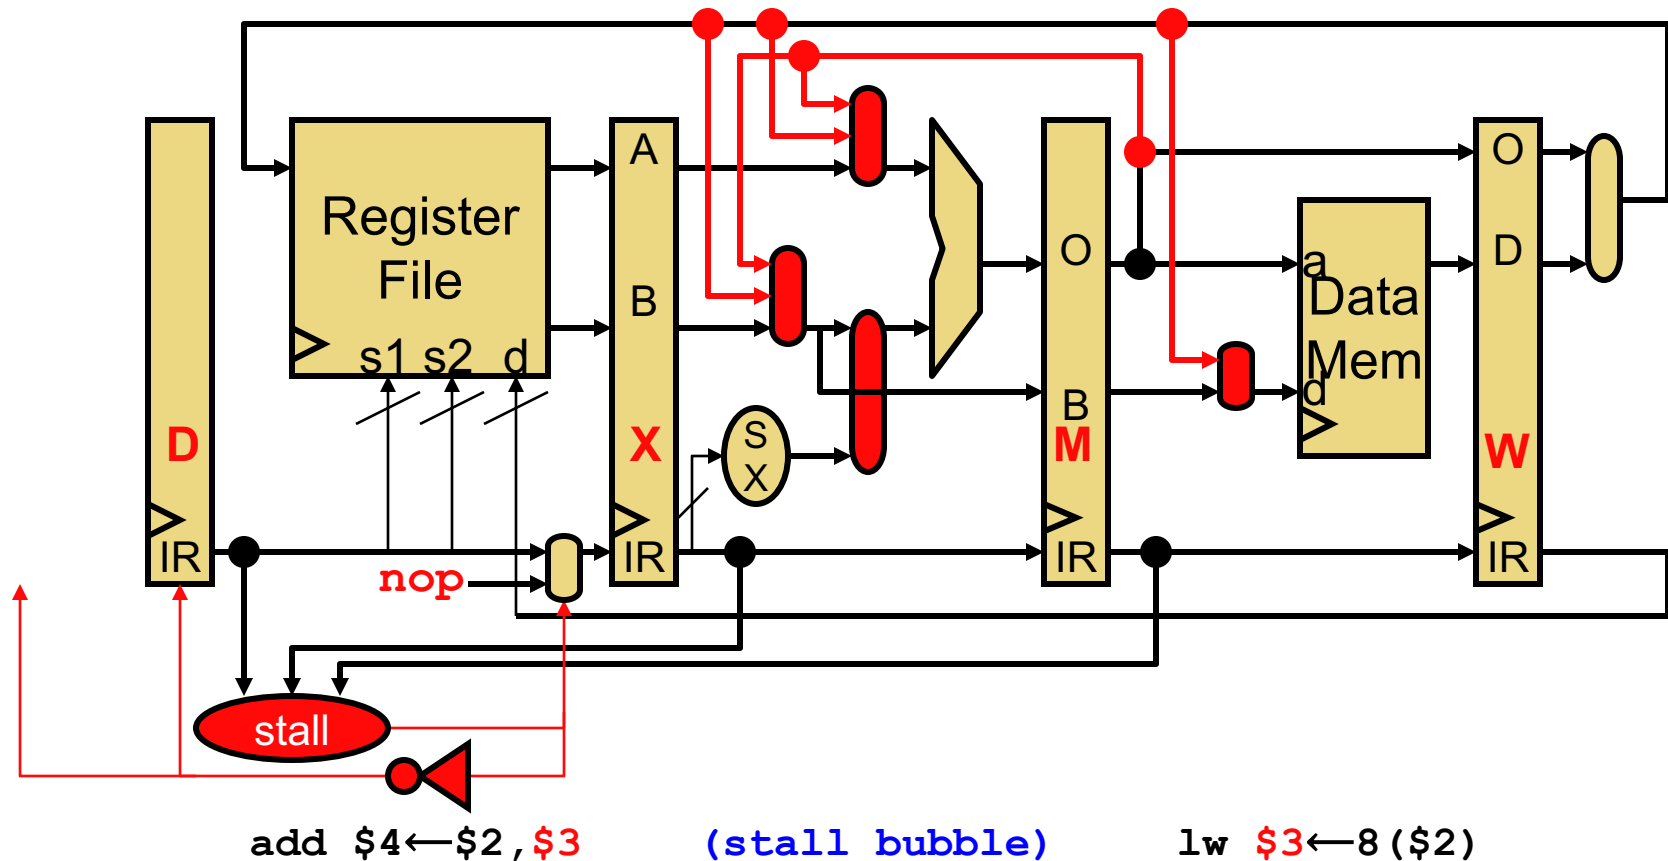 A
O
Register
File
O
D
a
Data
Mem
d
B
s1 s2 d
B
S
X
D
X
M
W
IR
nop
IR
IR
IR
stall
add $4←$2,$3 (stall bubble) lw $3←8($2)